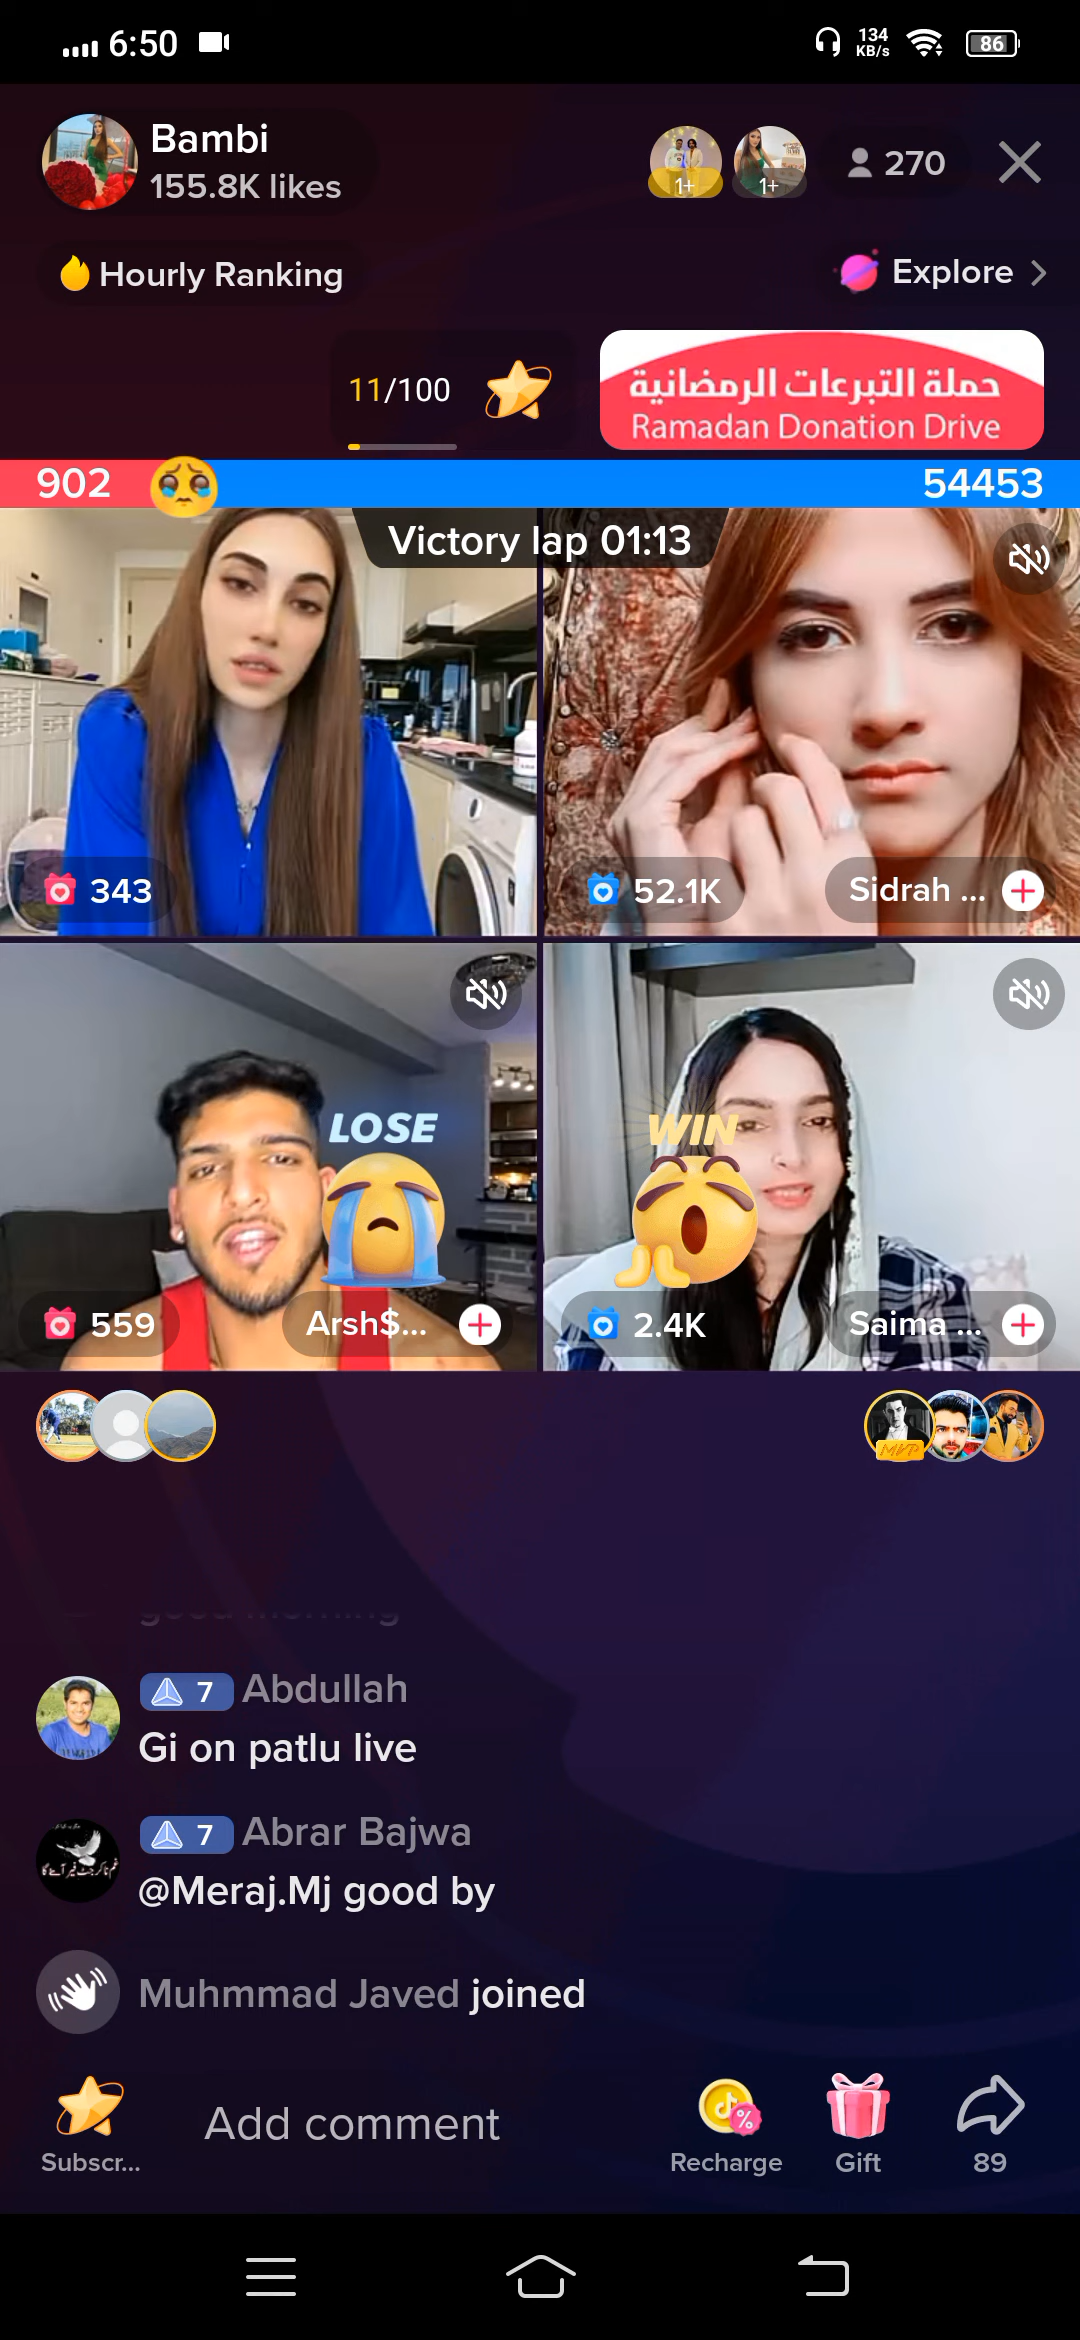 6:50
134
KB/s
86
Bambi
155.8K likes
1+
1+
270
Hourly Ranking
Explore
11/100
حملة التبرعات الرمضانية
Ramadan Donation Drive
902
54453
Victory lap 01:13
343
52.1K
Sidrah ...
LOSE
WIN
559
Arsh$...
2.4K
Saima ...
MVP
good morning
7 Abdullah
Gi on patlu live
7 Abrar Bajwa
@Meraj.Mj good by
Muhmmad Javed joined
Add comment
Subscr...
Recharge
Gift
89